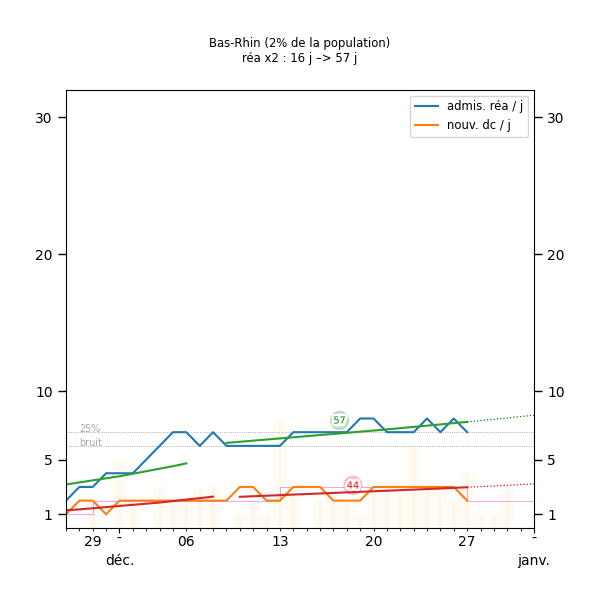 Bas-Rhin (2% de la population)
réa x2 : 16 j –> 57 j
admis. réa / j
nouv. dc / j
30
30
20
20
10
10
5
5
1
1
25%
bruit
57
44
29
-
06
13
20
27
-
déc.
janv.